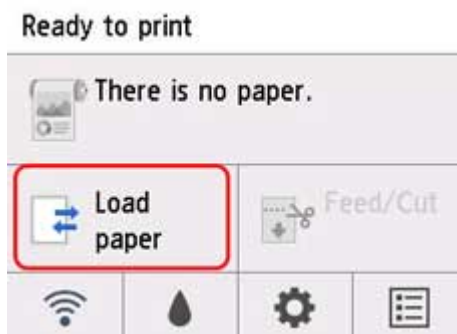 Ready to print
There is no paper.
Load
paper
Feed/Cut